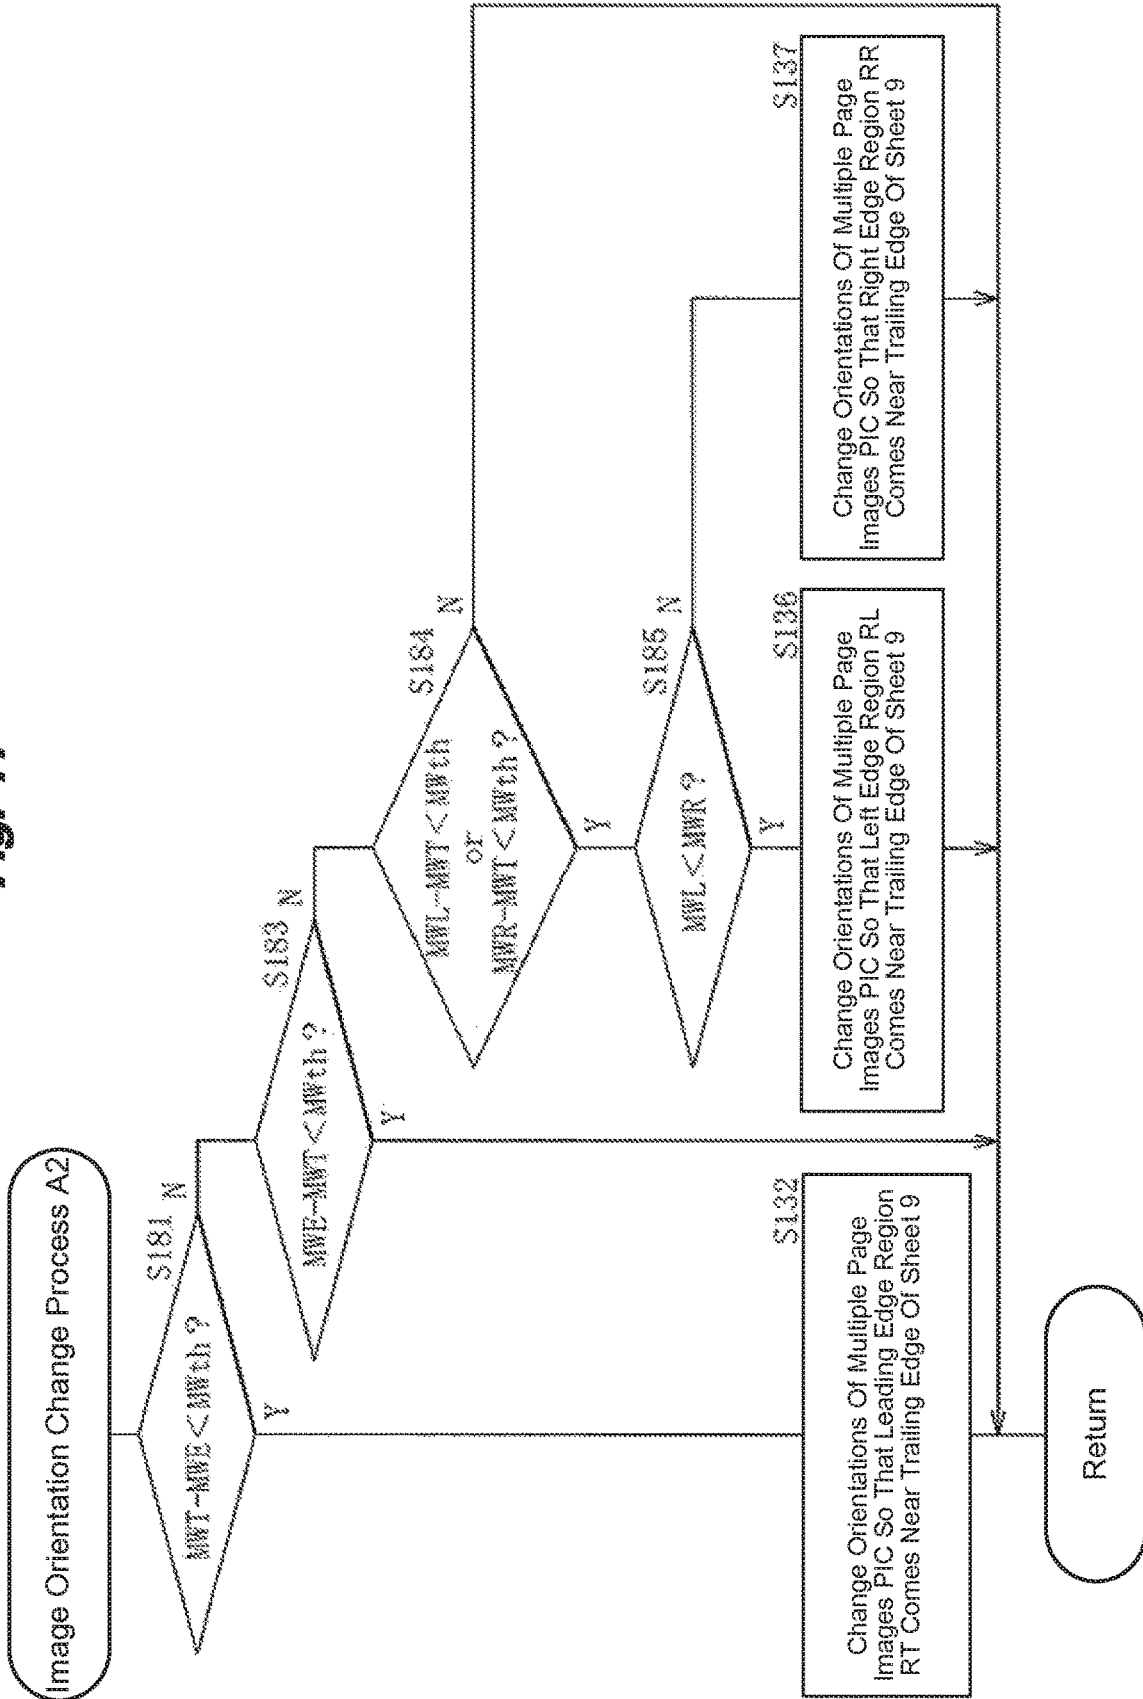 Image Orientation Change Process A2
S181
MWT-MWE<MWth?
N
Y
S183
MWE-MWT<MWth?
N
Y
S184
MWL-MWT<MWth
or
MWR-MWT<MWth?
N
Y
S185
MWL<MWR?
N
Y
S132
Change Orientations Of Multiple Page
Images PIC So That Leading Edge Region
RT Comes Near Trailing Edge Of Sheet 9
S136
Change Orientations Of Multiple Page
Images PIC So That Left Edge Region RL
Comes Near Trailing Edge Of Sheet 9
S137
Change Orientations Of Multiple Page
Images PIC So That Right Edge Region RR
Comes Near Trailing Edge Of Sheet 9
Return